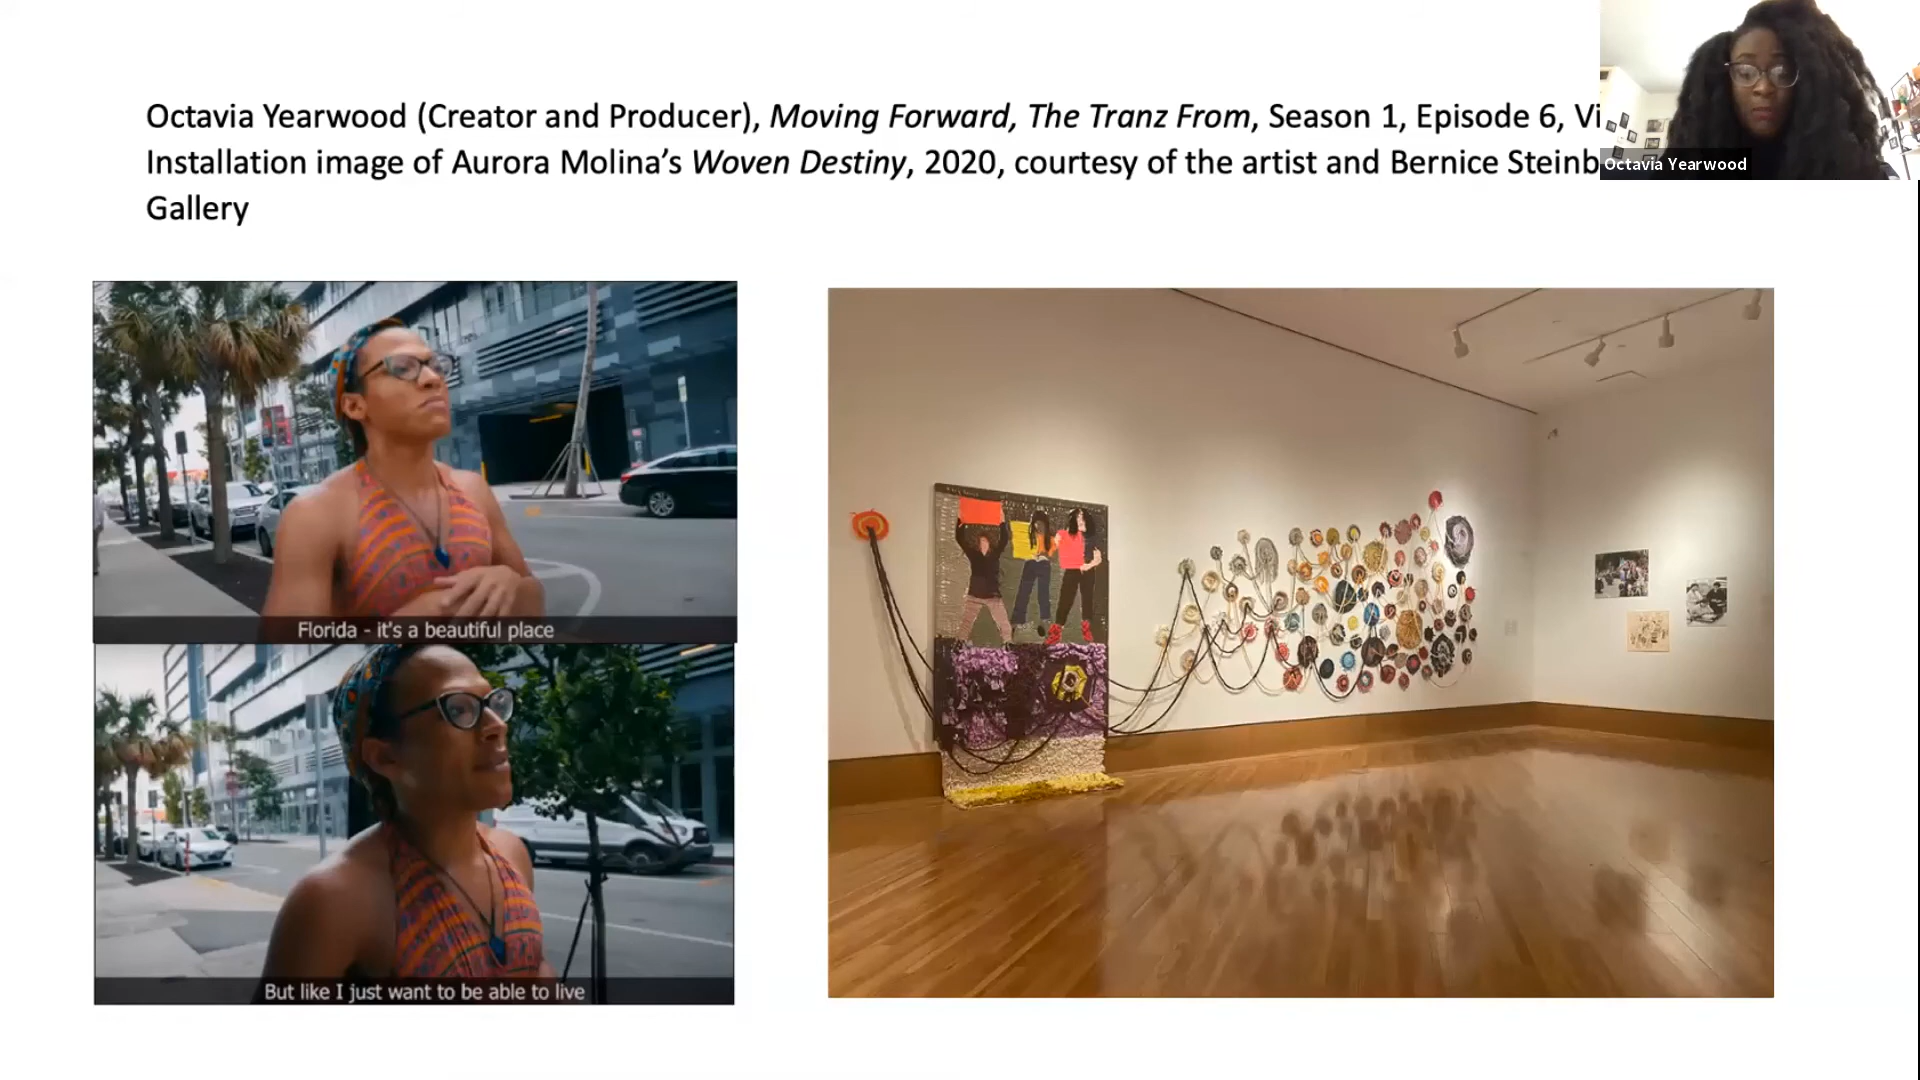 Octavia Yearwood (Creator and Producer), Moving Forward, The Tranz From, Season 1, Episode 6, Vi
Installation image of Aurora Molina’s Woven Destiny, 2020, courtesy of the artist and Bernice Steinb
Gallery
Octavia Yearwood
Florida - it's a beautiful place
But like I just want to be able to live